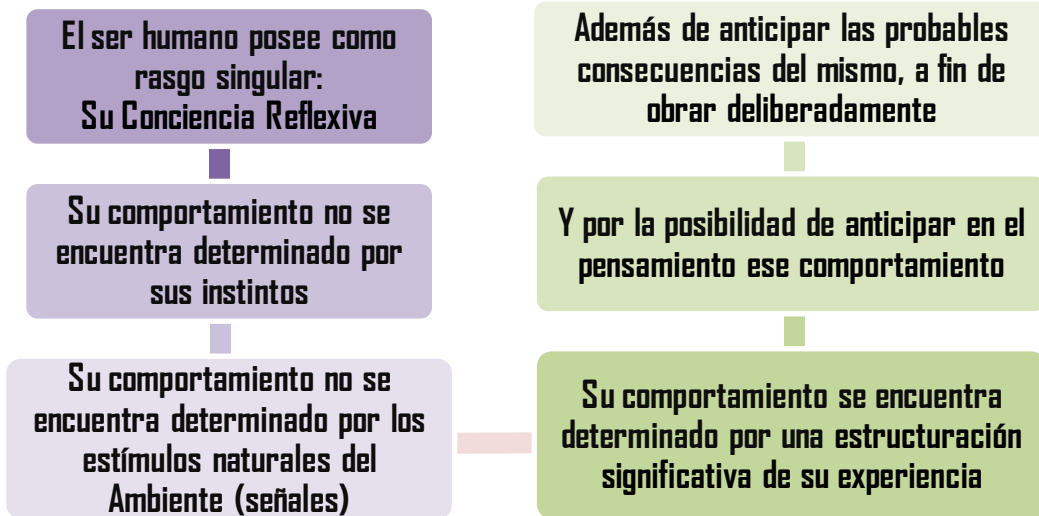 El ser humano posee como
rasgo singular:
Su Conciencia Reflexiva
Su comportamiento no se
encuentra determinado por
sus instintos
Su comportamiento no se
encuentra determinado por los
estímulos naturales del
Ambiente (señales)
Su comportamiento se encuentra
determinado por una estructuración
significativa de su experiencia
Y por la posibilidad de anticipar en el
pensamiento ese comportamiento
Además de anticipar las probables
consecuencias del mismo, a fin de
obrar deliberadamente